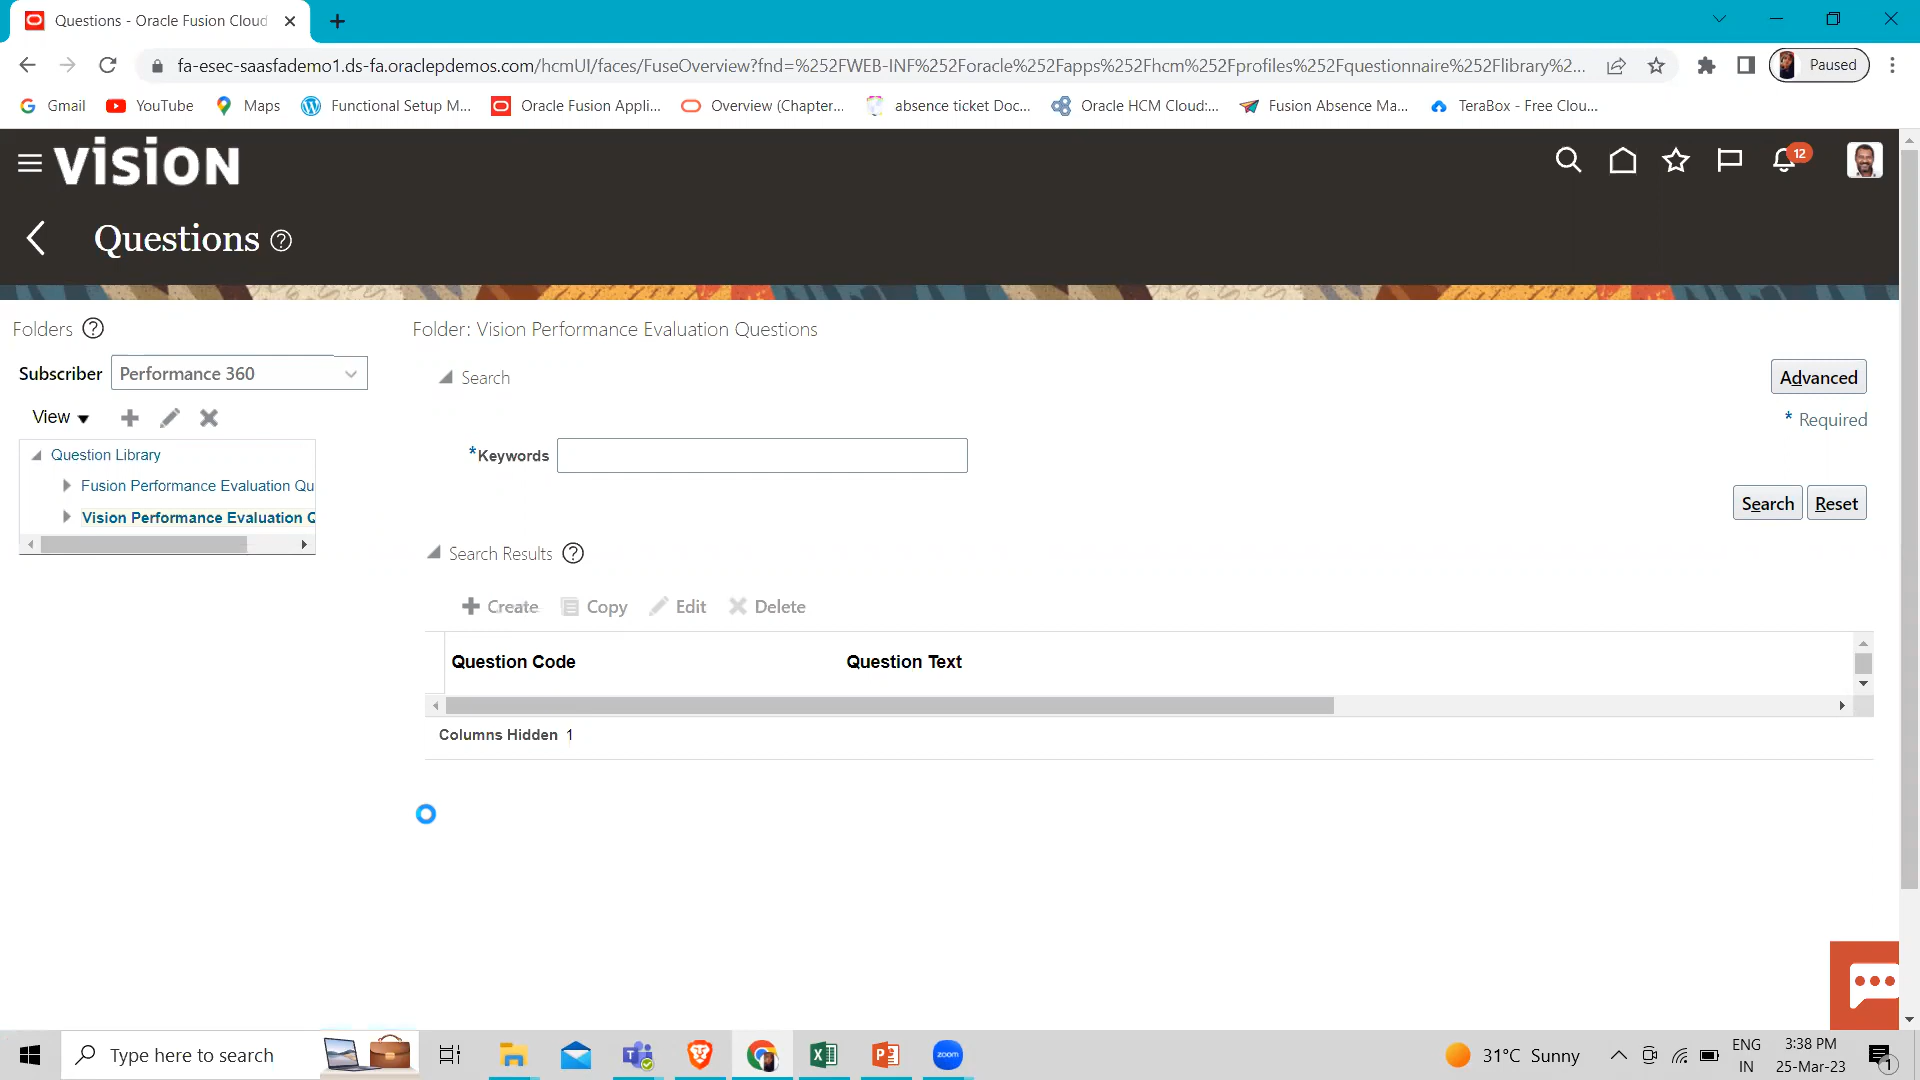 Questions - Oracle Fusion Cloud
fa-esec-saasfademo1.ds-fa.oraclepdemos.com/hcmUI/faces/FuseOverview?fnd=%252FWEB-INF%252Foracle%252Fapps%252Fhcm%252Fprofiles%252Fquestionnaire%252Flibrary%2...
Paused
Gmail YouTube Maps Functional Setup M... Oracle Fusion Appli... Overview (Chapter... absence ticket Doc... Oracle HCM Cloud:... Fusion Absence Ma... TeraBox - Free Clou...
VISION
12
Questions
Folders
Folder: Vision Performance Evaluation Questions
Subscriber Performance 360
Search
Advanced
View
* Required
Question Library
*Keywords
Fusion Performance Evaluation Qu
Search Reset
Vision Performance Evaluation Q
Search Results
Create Copy Edit Delete
Question Code Question Text
Columns Hidden 1
Type here to search
zoom
31°C Sunny
ENG
IN
3:38 PM
25-Mar-23
1